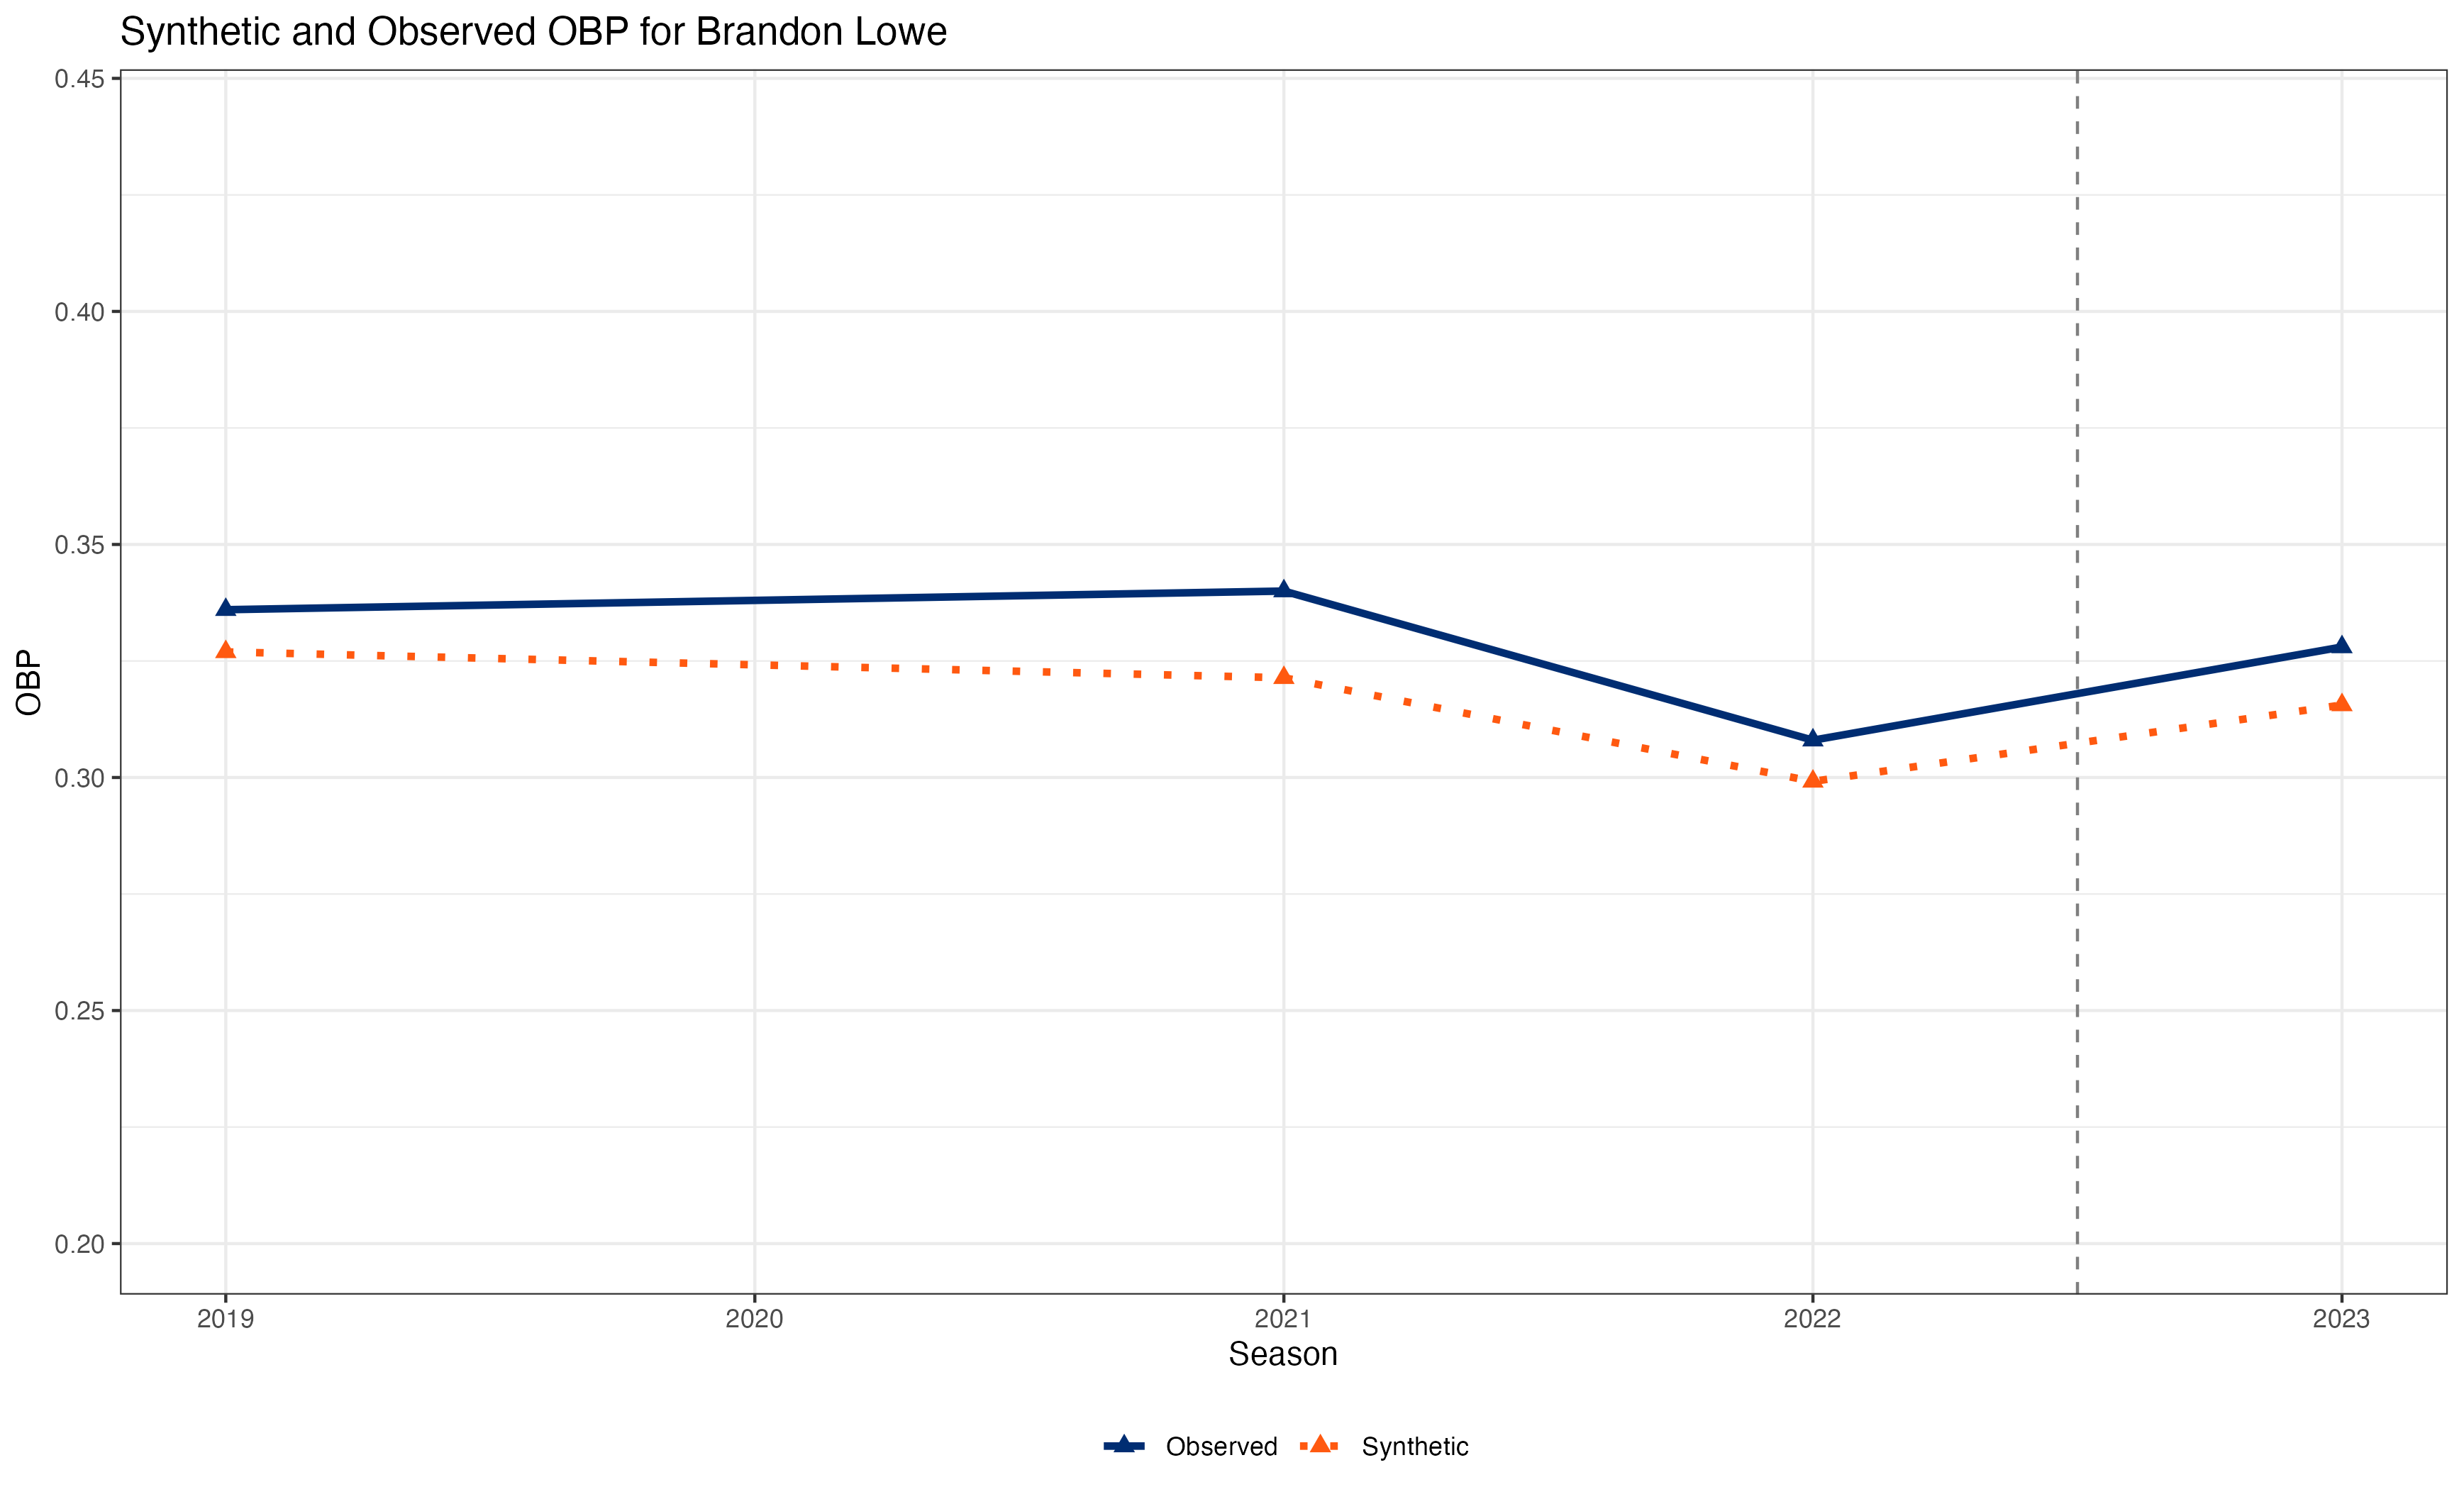 Synthetic and Observed OBP for Brandon Lowe
0.45
0.40
0.35
0.30
0.25
0.20
OBP
2019 2020 2021 2022 2023
Season
Observed Synthetic